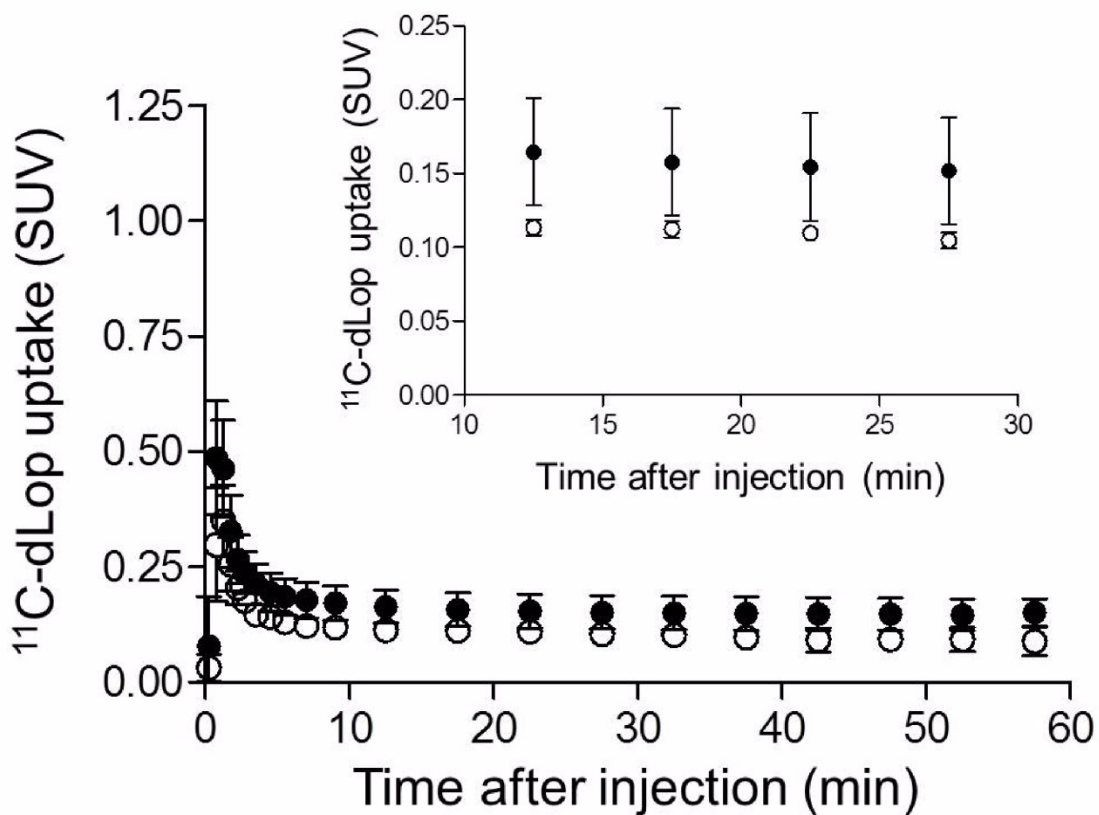 ¹¹C-dLop uptake (SUV)
1.25
1.00
0.75
0.50
0.25
0.00
0 10 20 30 40 50 60
Time after injection (min)
¹¹C-dLop uptake (SUV)
0.25
0.20
0.15
0.10
0.05
0.00
10 15 20 25 30
Time after injection (min)